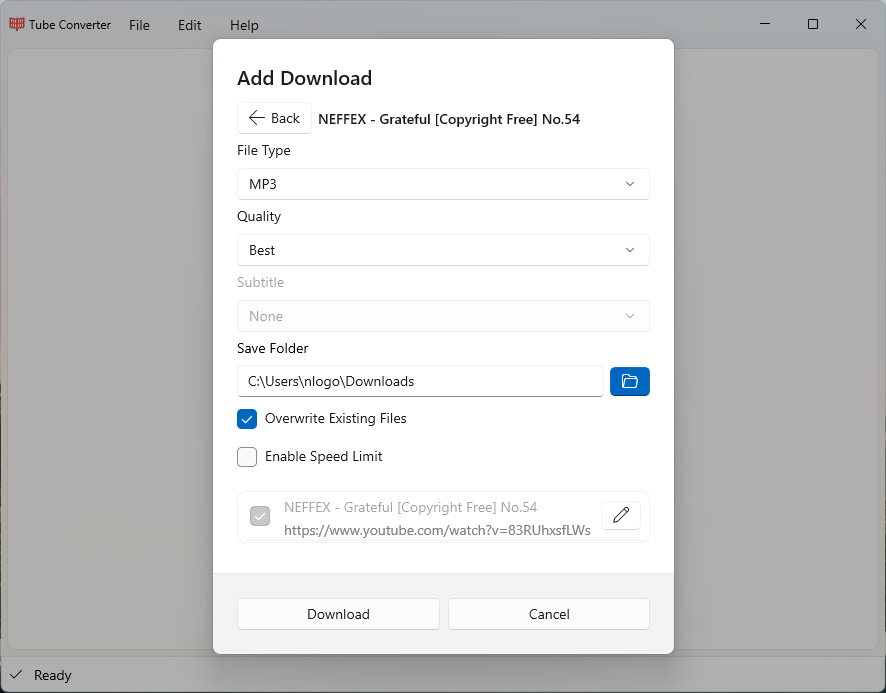 Tube Converter File Edit Help
Add Download
Back NEFFEX - Grateful [Copyright Free] No.54
File Type
MP3
Quality
Best
Subtitle
None
Save Folder
C:\Users\nlogo\Downloads
Overwrite Existing Files
Enable Speed Limit
NEFFEX - Grateful [Copyright Free] No.54
https://www.youtube.com/watch?v=83RUhxsfLWs
Download Cancel
Ready